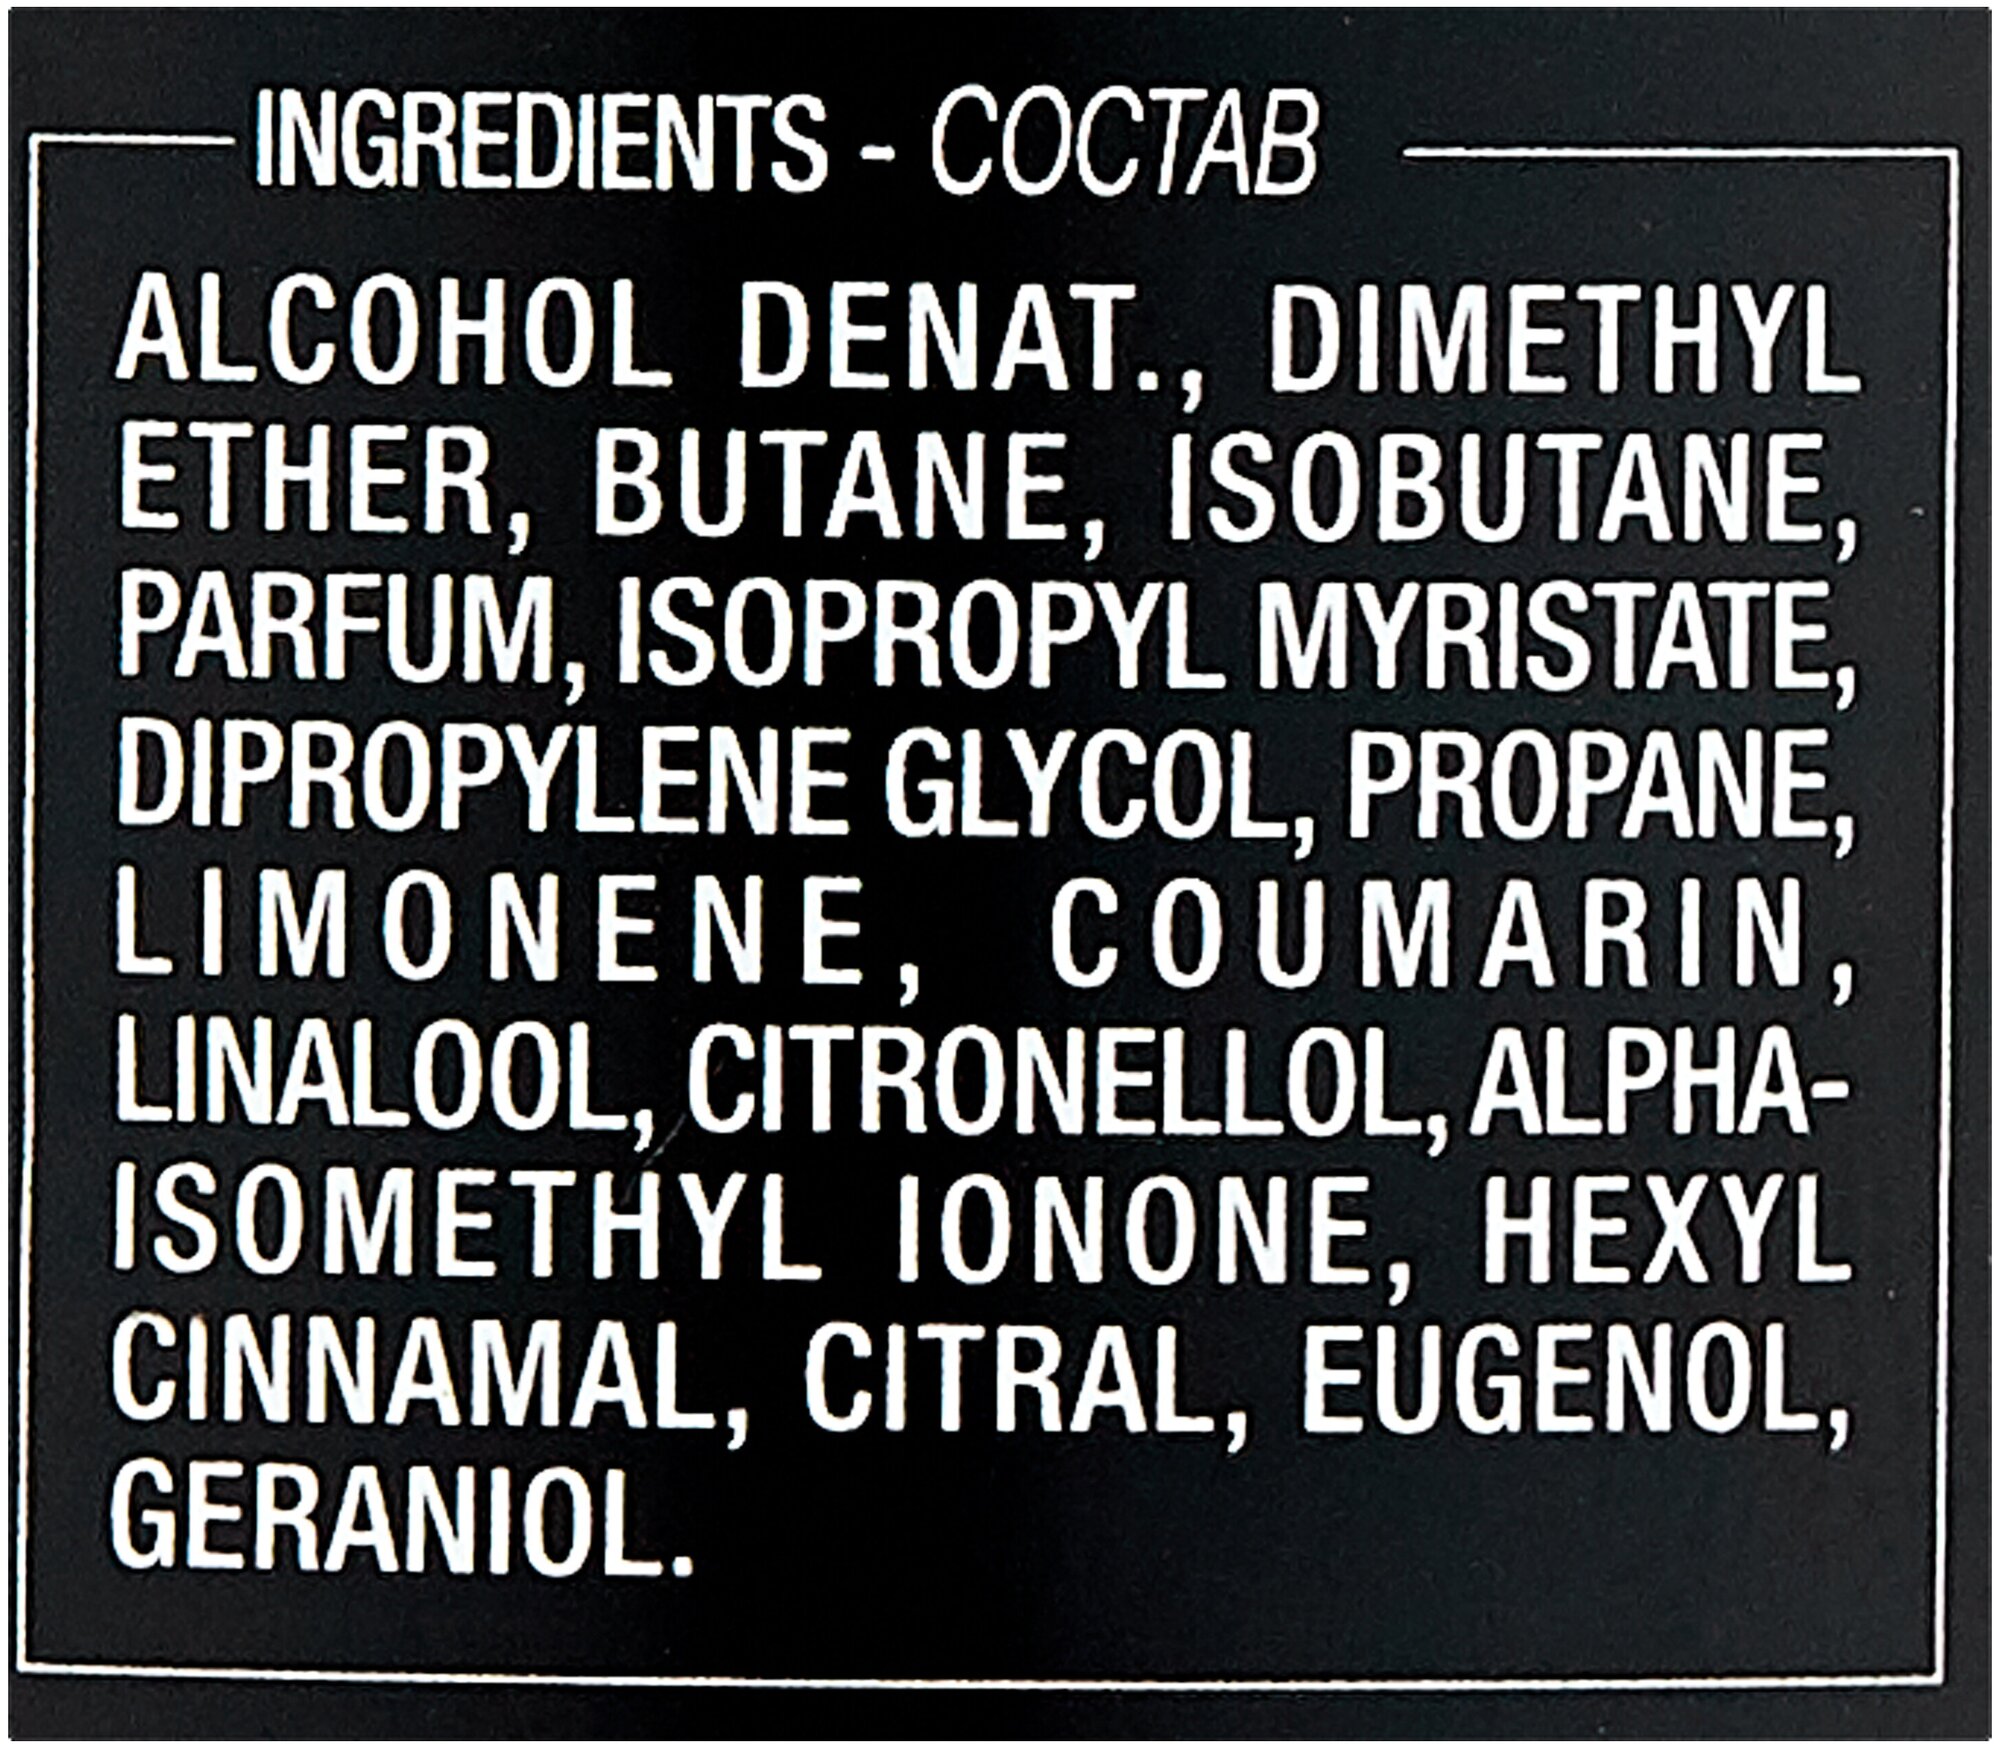 INGREDIENTS - СОСТАВ
ALCOHOL DENAT., DIMETHYL
ETHER, BUTANE, ISOBUTANE,
PARFUM, ISOPROPYL MYRISTATE,
DIPROPYLENE GLYCOL, PROPANE,
LIMONENE, COUMARIN,
LINALOOL, CITRONELLOL, ALPHA-
ISOMETHYL IONONE, HEXYL
CINNAMAL, CITRAL, EUGENOL,
GERANIOL.